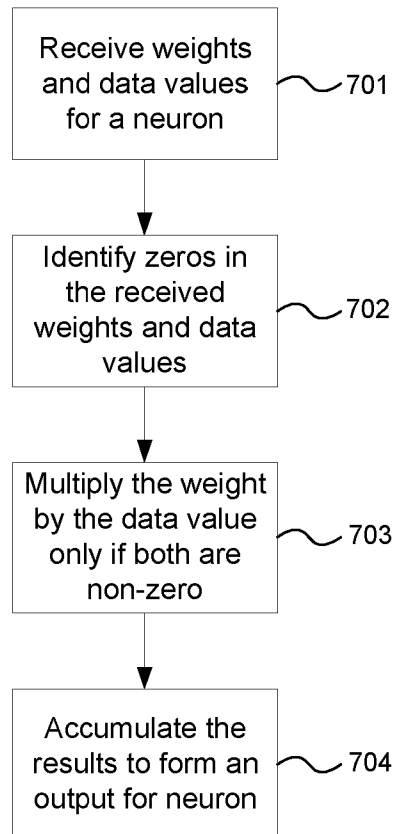 Receive weights
and data values
for a neuron
701
Identify zeros in
the received
weights and data
values
702
Multiply the weight
by the data value
only if both are
non-zero
703
Accumulate the
results to form an
output for neuron
704